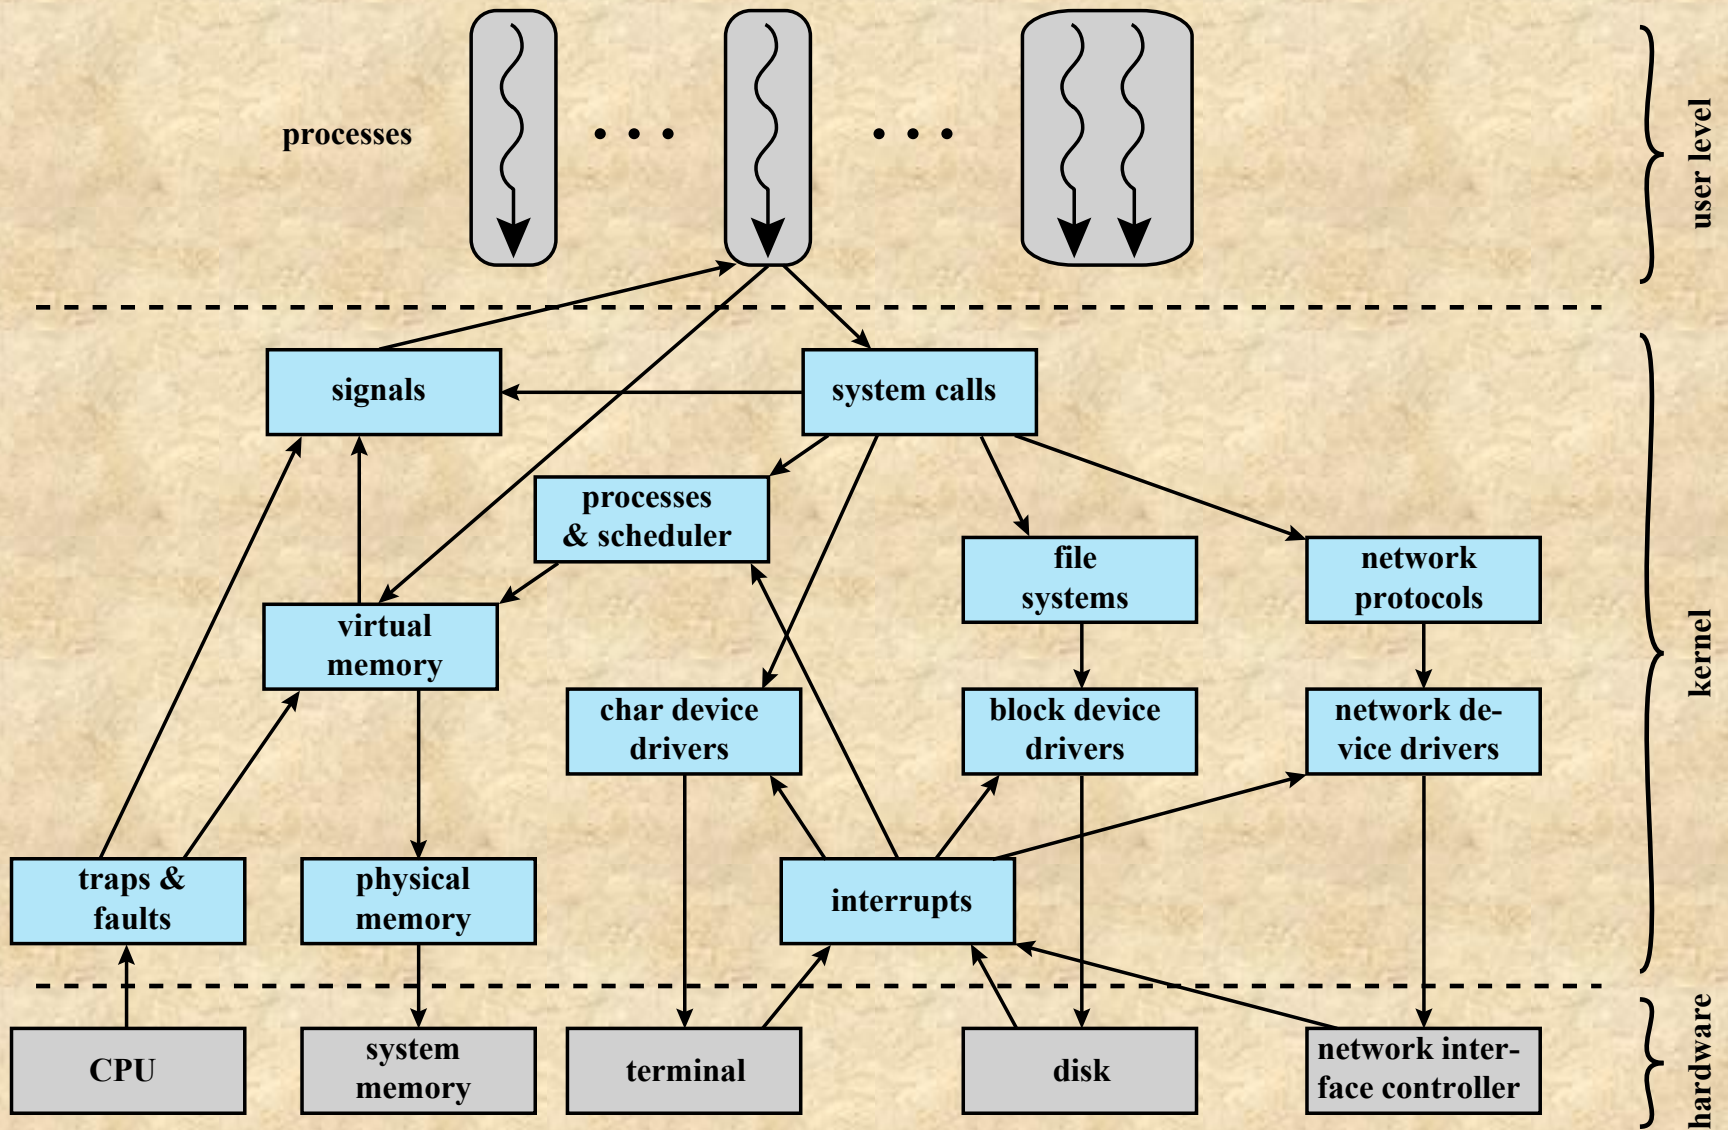 processes
user level
signals
system calls
processes
& scheduler
file
systems
network
protocols
virtual
memory
kernel
char device
drivers
block device
drivers
network de-
vice drivers
traps &
faults
physical
memory
interrupts
CPU
system
memory
terminal
disk
network inter-
face controller
hardware